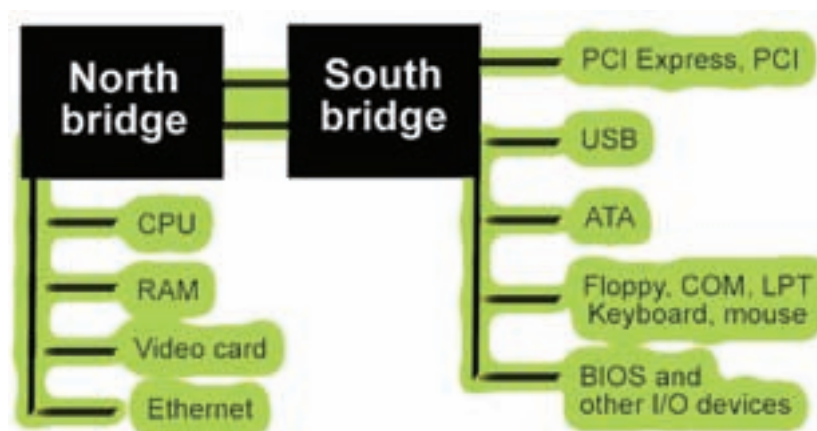 North
bridge
South
bridge
CPU
RAM
Video card
Ethernet
PCI Express, PCI
USB
ATA
Floppy, COM, LPT
Keyboard, mouse
BIOS and
other I/O devices